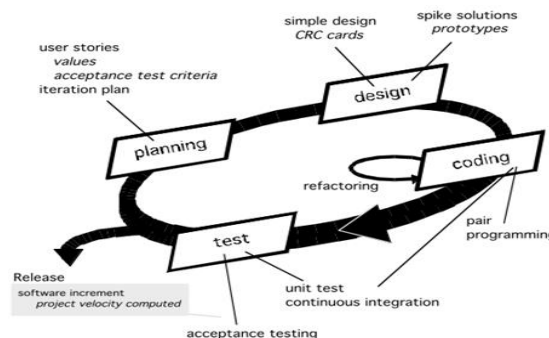 simple design
CRC cards
spike solutions
prototypes
user stories
values
acceptance test criteria
iteration plan
design
planning
coding
refactoring
pair
programming
test
unit test
continuous integration
Release
software increment
project velocity computed
acceptance testing